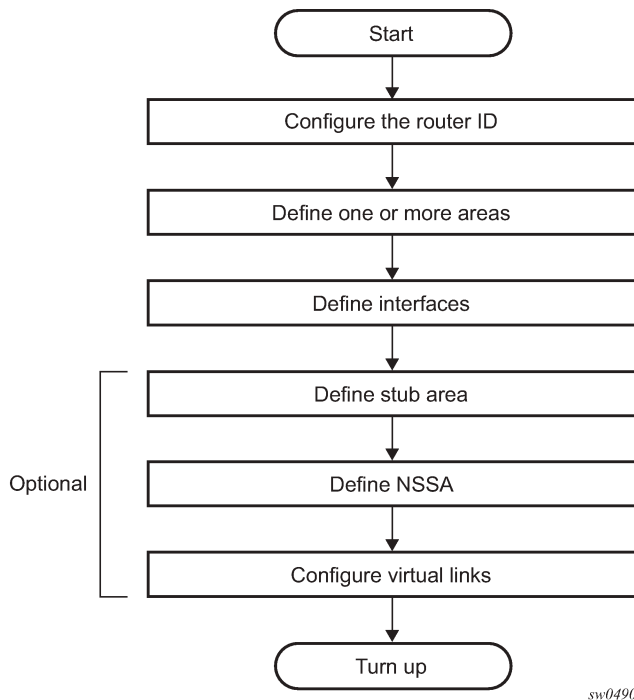 Start
Configure the router ID
Define one or more areas
Define interfaces
Define stub area
Optional
Define NSSA
Configure virtual links
Turn up
sw0490